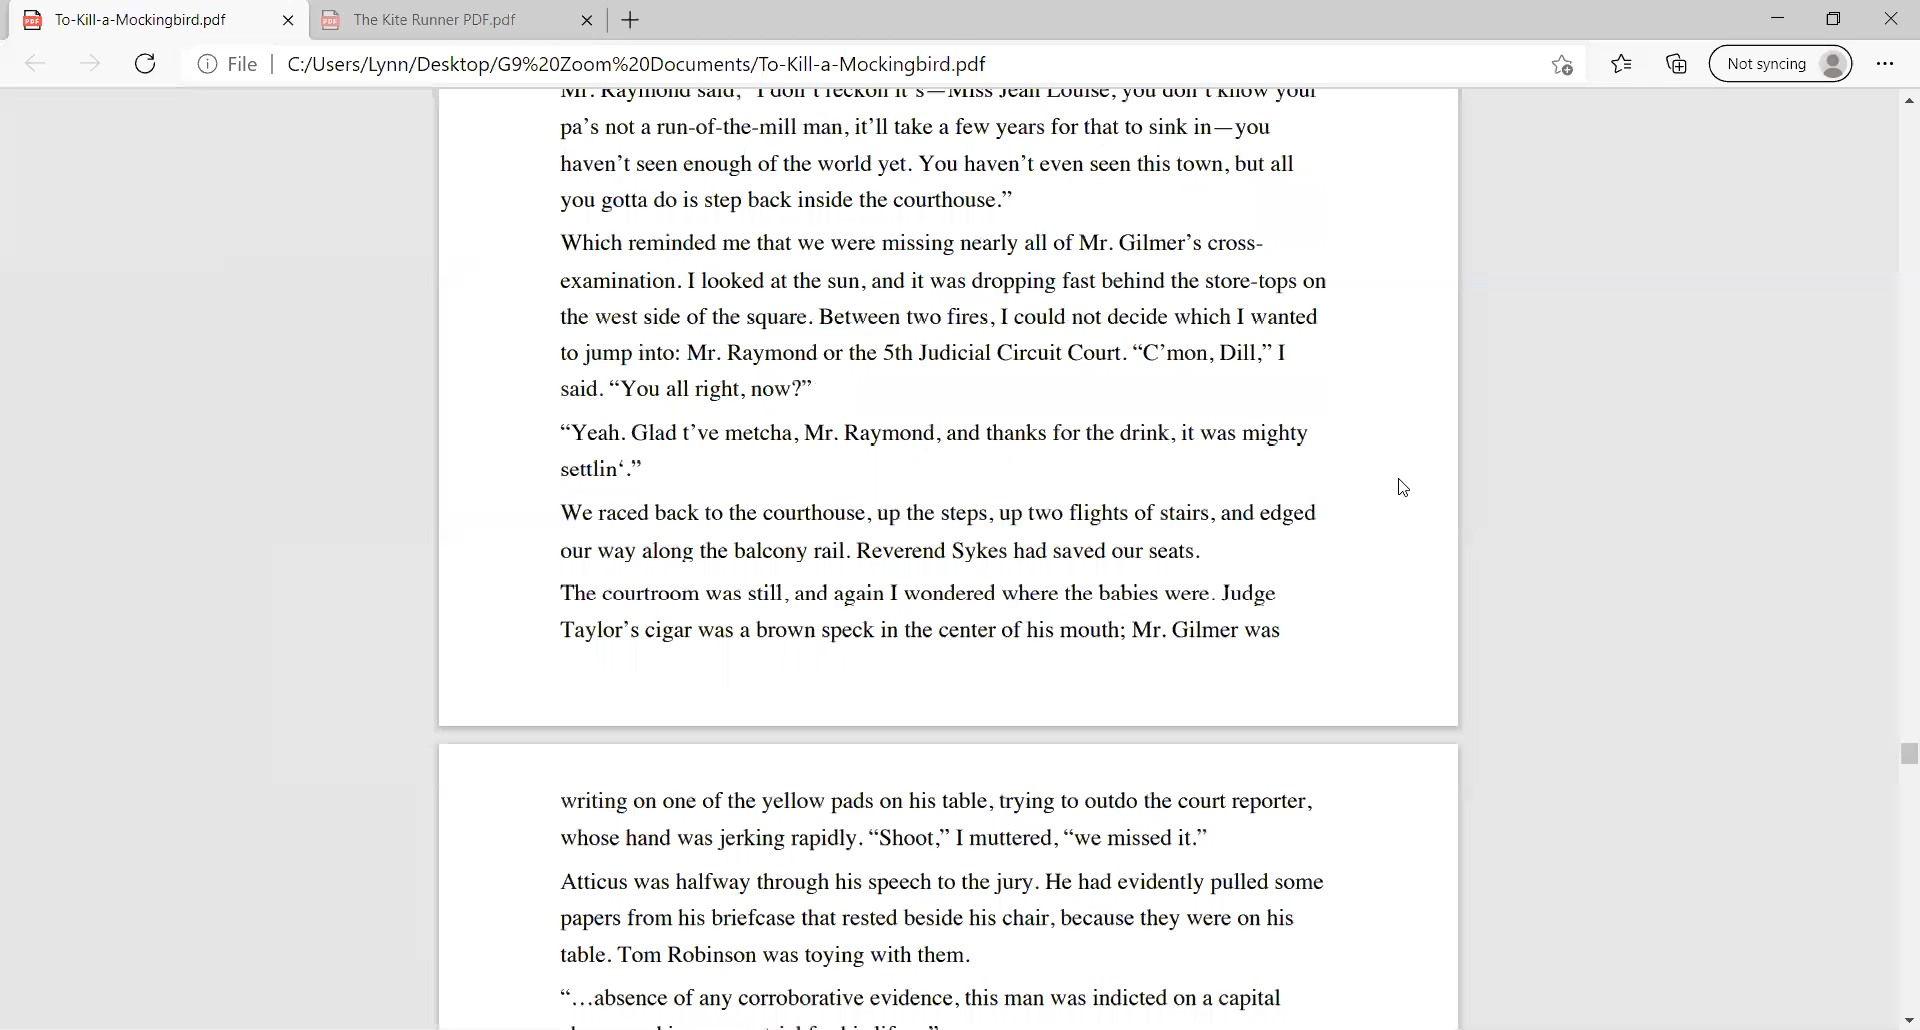 To-Kill-a-Mockingbird.pdf
The Kite Runner PDF.pdf
File
C:/Users/Lynn/Desktop/G9%20Zoom%20Documents/To-Kill-a-Mockingbird.pdf
Not syncing
Mr. Raymond said, “I don’t reckon it’s—Miss Jean Louise, you don’t know your
pa’s not a run-of-the-mill man, it’ll take a few years for that to sink in—you
haven’t seen enough of the world yet. You haven’t even seen this town, but all
you gotta do is step back inside the courthouse.”
Which reminded me that we were missing nearly all of Mr. Gilmer’s cross-
examination. I looked at the sun, and it was dropping fast behind the store-tops on
the west side of the square. Between two fires, I could not decide which I wanted
to jump into: Mr. Raymond or the 5th Judicial Circuit Court. “C’mon, Dill,” I
said. “You all right, now?”
“Yeah. Glad t’ve metcha, Mr. Raymond, and thanks for the drink, it was mighty
settlin‘.”
We raced back to the courthouse, up the steps, up two flights of stairs, and edged
our way along the balcony rail. Reverend Sykes had saved our seats.
The courtroom was still, and again I wondered where the babies were. Judge
Taylor’s cigar was a brown speck in the center of his mouth; Mr. Gilmer was
writing on one of the yellow pads on his table, trying to outdo the court reporter,
whose hand was jerking rapidly. “Shoot,” I muttered, “we missed it.”
Atticus was halfway through his speech to the jury. He had evidently pulled some
papers from his briefcase that rested beside his chair, because they were on his
table. Tom Robinson was toying with them.
“…absence of any corroborative evidence, this man was indicted on a capital